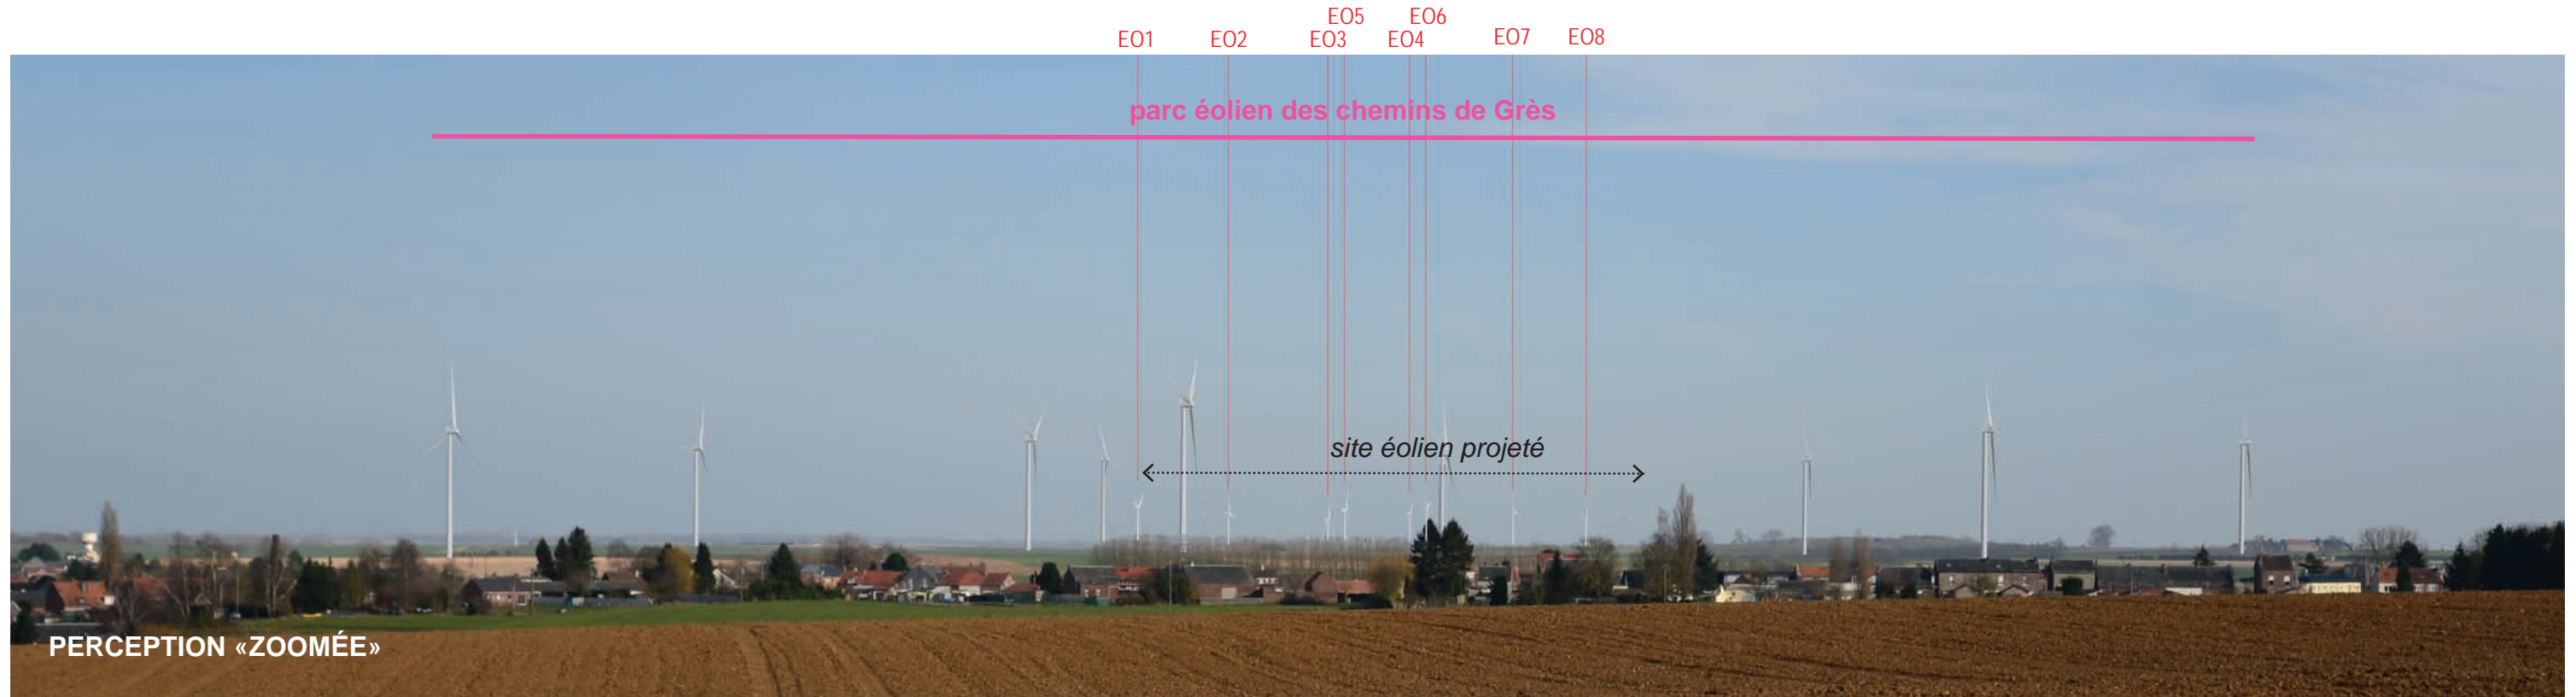 EO5 EO6
EO1 EO2 EO3 EO4 EO7 EO8
parc éolien des chemins de Grès
site éolien projeté
PERCEPTION «ZOOMÉE»